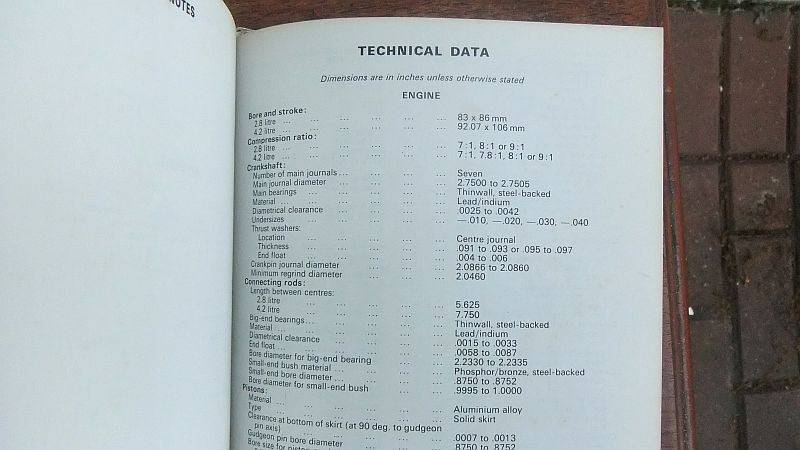 NOTES
TECHNICAL DATA
Dimensions are in inches unless otherwise stated
ENGINE
Bore and stroke:
2.8 litre ... ... ... ... ... ... 83 x 86 mm
4.2 litre ... ... ... ... ... ... 92.07 x 106 mm
Compression ratio:
2.8 litre ... ... ... ... ... ... 7:1, 8:1 or 9:1
4.2 litre ... ... ... ... ... ... 7:1, 7.8:1, 8:1 or 9:1
Crankshaft:
Number of main journals ... ... ... ... ... Seven
Main journal diameter ... ... ... ... ... 2.7500 to 2.7505
Main bearings ... ... ... ... ... Thinwall, steel-backed
Material ... ... ... ... ... ... Lead/indium
Diametrical clearance ... ... ... ... .0025 to .0042
Undersizes ... ... ... ... ... —.010, —.020, —.030, —.040
Thrust washers:
Location ... ... ... ... ... Centre journal
Thickness ... ... ... ... ... .091 to .093 or .095 to .097
End float ... ... ... ... ... .004 to .006
Crankpin journal diameter ... ... ... 2.0866 to 2.0860
Minimum regrind diameter ... ... ... 2.0460
Connecting rods:
Length between centres:
2.8 litre ... ... ... ... ... 5.625
4.2 litre ... ... ... ... ... 7.750
Big-end bearings ... ... ... ... ... Thinwall, steel-backed
Material ... ... ... ... ... ... Lead/indium
Diametrical clearance ... ... ... ... .0015 to .0033
End float ... ... ... ... ... ... .0058 to .0087
Bore diameter for big-end bearing ... ... 2.2330 to 2.2335
Small-end bush material ... ... ... ... Phosphor/bronze, steel-backed
Small-end bore diameter ... ... ... ... .8750 to .8752
Bore diameter for small-end bush ... ... .9995 to 1.0000
Pistons:
Material ... ... ... ... ... ... Aluminium alloy
Type ... ... ... ... ... Solid skirt
Clearance at bottom of skirt (at 90 deg. to gudgeon
pin axis) ... ... ... ... ... .0007 to .0013
Gudgeon pin bore diameter ... ... ... .8750 to .8752
Bore size for